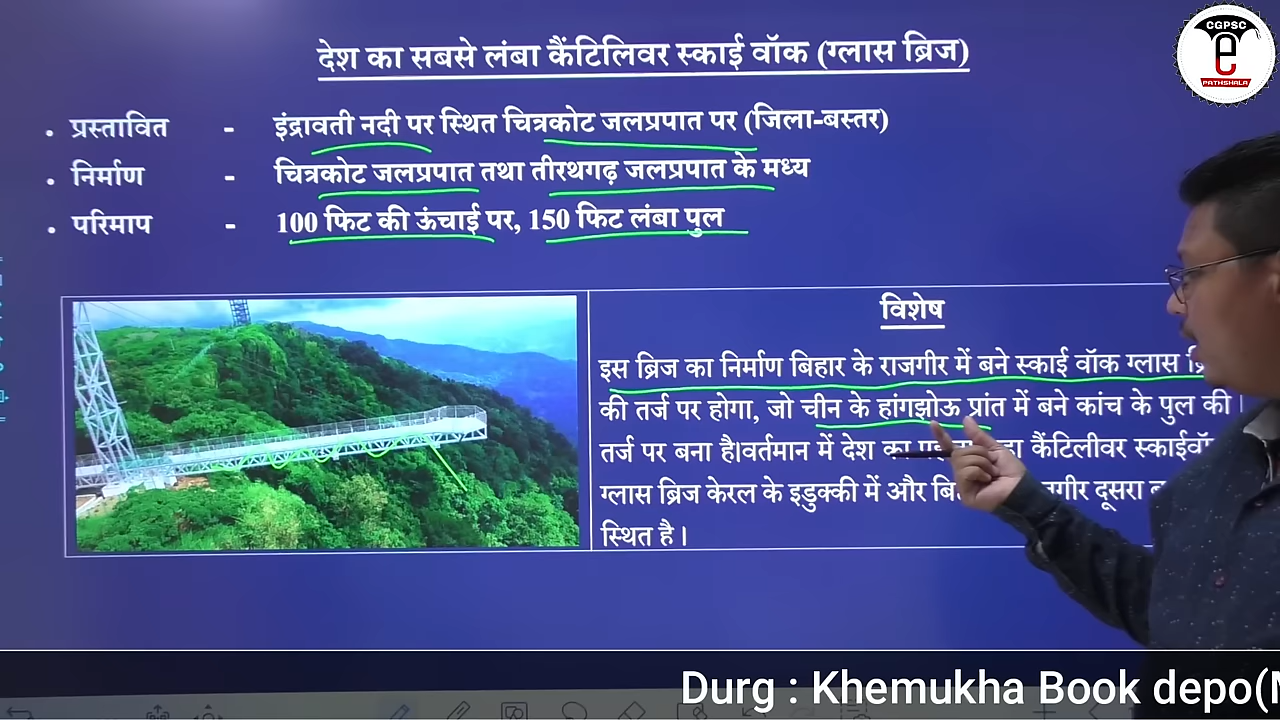 देश का सबसे लंबा कैंटिलिवर स्काई वॉक (ग्लास ब्रिज)
CGPSC
e
PATHSHALA
. प्रस्तावित - इंद्रावती नदी पर स्थित चित्रकोट जलप्रपात पर (जिला-बस्तर)
. निर्माण - चित्रकोट जलप्रपात तथा तीरथगढ़ जलप्रपात के मध्य
. परिमाप - 100 फिट की ऊंचाई पर, 150 फिट लंबा पुल
विशेष
इस ब्रिज का निर्माण बिहार के राजगीर में बने स्काई वॉक ग्लास
की तर्ज पर होगा, जो चीन के हांगझोऊ प्रांत में बने कांच के पुल की
तर्ज पर बना है।वर्तमान में देश का कैंटिलीवर
ग्लास ब्रिज केरल के इडुक्की में और दूसरा
स्थित है।
Durg : Khemukha Book depo(